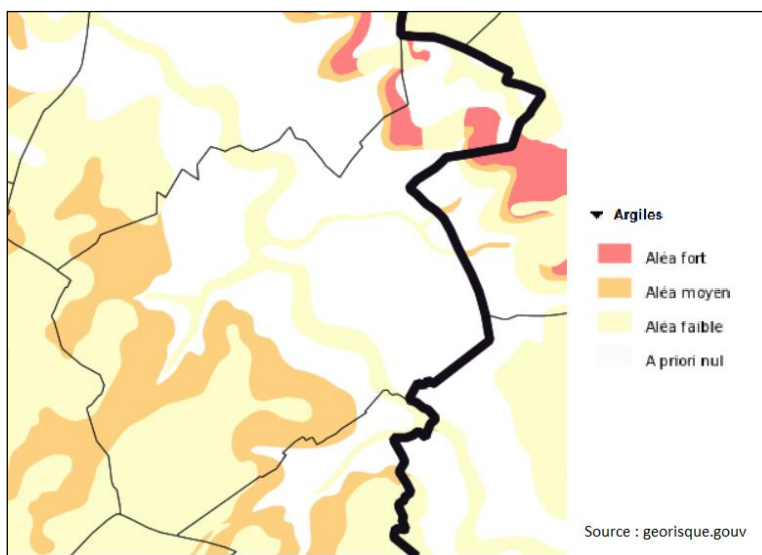 Argiles
Aléa fort
Aléa moyen
Aléa faible
A priori nul
Source : georisque.gouv